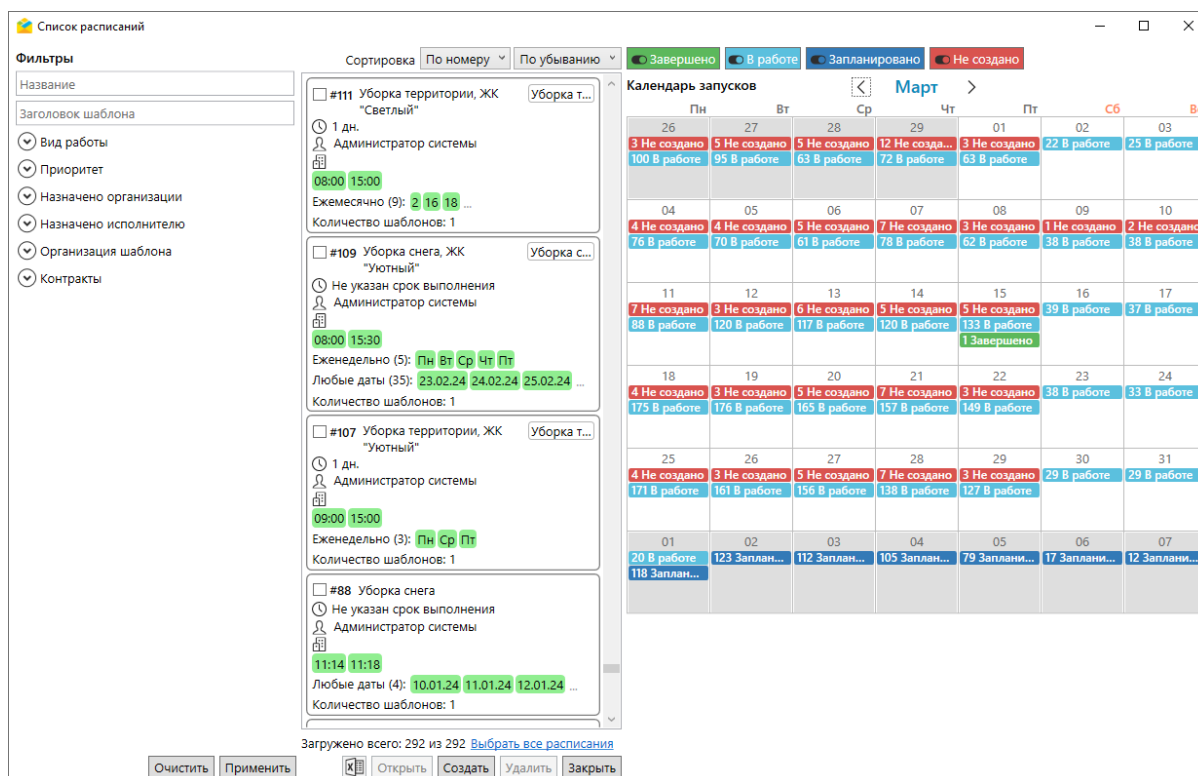 Список расписаний
Фильтры
Название
Заголовок шаблона
Вид работы
Приоритет
Назначено организации
Назначено исполнителю
Организация шаблона
Контракты
Очистить Применить
Сортировка По номеру По убыванию
#111 Уборка территории, ЖК "Светлый" Уборка т...
1 дн.
Администратор системы
08:00 15:00
Ежемесячно (9): 2 16 18 ...
Количество шаблонов: 1
#109 Уборка снега, ЖК "Уютный" Уборка с...
Не указан срок выполнения
Администратор системы
08:00 15:30
Еженедельно (5): Пн Вт Ср Чт Пт
Любые даты (35): 23.02.24 24.02.24 25.02.24 ...
Количество шаблонов: 1
#107 Уборка территории, ЖК "Уютный" Уборка т...
1 дн.
Администратор системы
09:00 15:00
Еженедельно (3): Пн Ср Пт
Количество шаблонов: 1
#88 Уборка снега
Не указан срок выполнения
Администратор системы
11:14 11:18
Любые даты (4): 10.01.24 11.01.24 12.01.24 ...
Количество шаблонов: 1
Загружено всего: 292 из 292 Выбрать все расписания
Открыть Создать Удалить Закрыть
Завершено В работе Запланировано Не создано
Календарь запусков Март
Пн Вт Ср Чт Пт Сб
26 27 28 29 01 02 03
3 Не создано 5 Не создано 5 Не создано 12 Не созда... 3 Не создано 22 В работе 25 В работе
100 В работе 95 В работе 63 В работе 72 В работе 63 В работе
04 05 06 07 08 09 10
4 Не создано 4 Не создано 5 Не создано 7 Не создано 3 Не создано 1 Не создано 2 Не создано
76 В работе 70 В работе 61 В работе 78 В работе 62 В работе 38 В работе 38 В работе
11 12 13 14 15 16 17
7 Не создано 3 Не создано 6 Не создано 5 Не создано 5 Не создано 39 В работе 37 В работе
88 В работе 120 В работе 117 В работе 120 В работе 133 В работе
1 Завершено
18 19 20 21 22 23 24
4 Не создано 3 Не создано 5 Не создано 7 Не создано 3 Не создано 38 В работе 33 В работе
175 В работе 176 В работе 165 В работе 157 В работе 149 В работе
25 26 27 28 29 30 31
4 Не создано 3 Не создано 5 Не создано 7 Не создано 3 Не создано 29 В работе 29 В работе
171 В работе 161 В работе 156 В работе 138 В работе 127 В работе
01 02 03 04 05 06 07
20 В работе 123 Заплан... 112 Заплан... 105 Заплан... 79 Заплани... 17 Заплани... 12 Заплани...
118 Заплан...